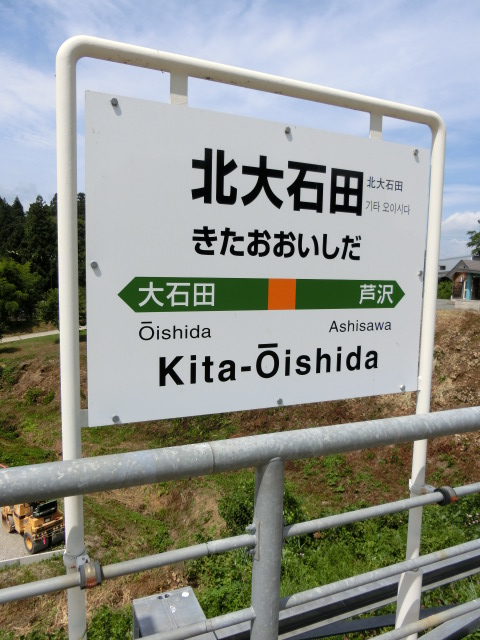 北大石田
北大石田
기타 오이시다
きたおおいしだ
大石田 芦沢
Ōishida Ashisawa
Kita-Ōishida